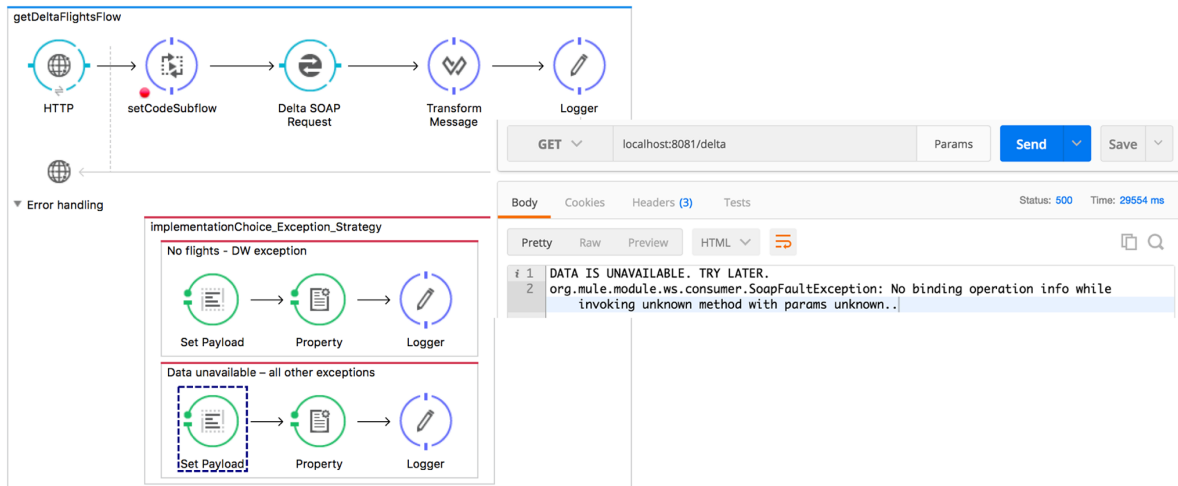 getDeltaFlightsFlow
HTTP
setCodeSubflow
Delta SOAP
Request
Transform
Message
Logger
Error handling
implementationChoice_Exception_Strategy
No flights - DW exception
Set Payload
Property
Logger
Data unavailable – all other exceptions
Set Payload
Property
Logger
GET
localhost:8081/delta
Params
Send
Save
Body
Cookies
Headers (3)
Tests
Status: 500
Time: 29554 ms
Pretty
Raw
Preview
HTML
i 1 DATA IS UNAVAILABLE. TRY LATER.
2 org.mule.module.ws.consumer.SoapFaultException: No binding operation info while
invoking unknown method with params unknown..